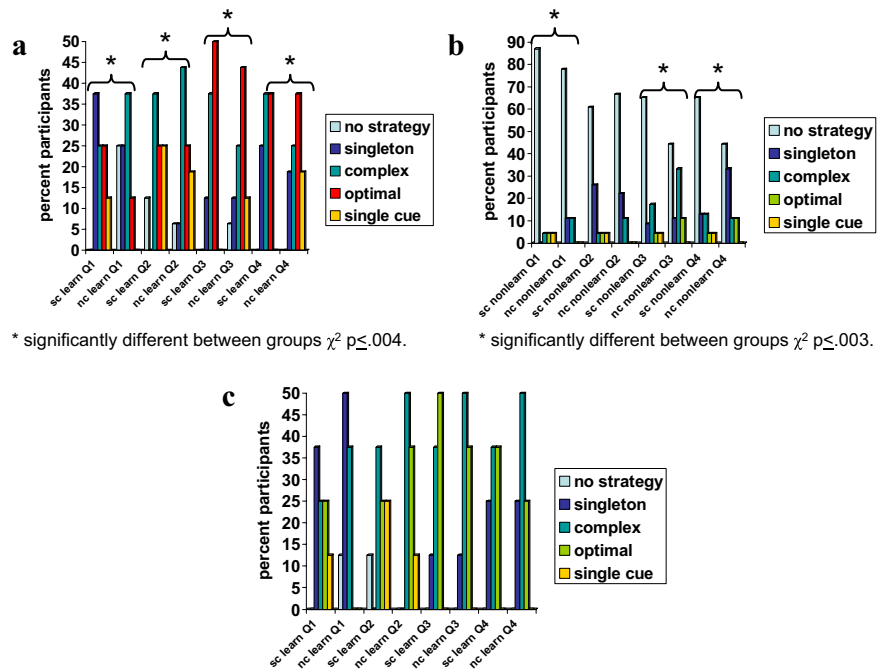 a
*
*
*
*
percent participants
50
45
40
35
30
25
20
15
10
5
0
sc learn Q1
nc learn Q1
sc learn Q2
nc learn Q2
sc learn Q3
nc learn Q3
sc learn Q4
nc learn Q4
no strategy
singleton
complex
optimal
single cue
* significantly different between groups χ² p≤.004.
b
*
*
*
percent participants
90
80
70
60
50
40
30
20
10
0
sc nonlearn Q1
nc nonlearn Q1
sc nonlearn Q2
nc nonlearn Q2
sc nonlearn Q3
nc nonlearn Q3
sc nonlearn Q4
nc nonlearn Q4
no strategy
singleton
complex
optimal
single cue
* significantly different between groups χ² p≤.003.
c
percent participants
50
45
40
35
30
25
20
15
10
5
0
sc learn Q1
nc learn Q1
sc learn Q2
nc learn Q2
sc learn Q3
nc learn Q3
sc learn Q4
nc learn Q4
no strategy
singleton
complex
optimal
single cue